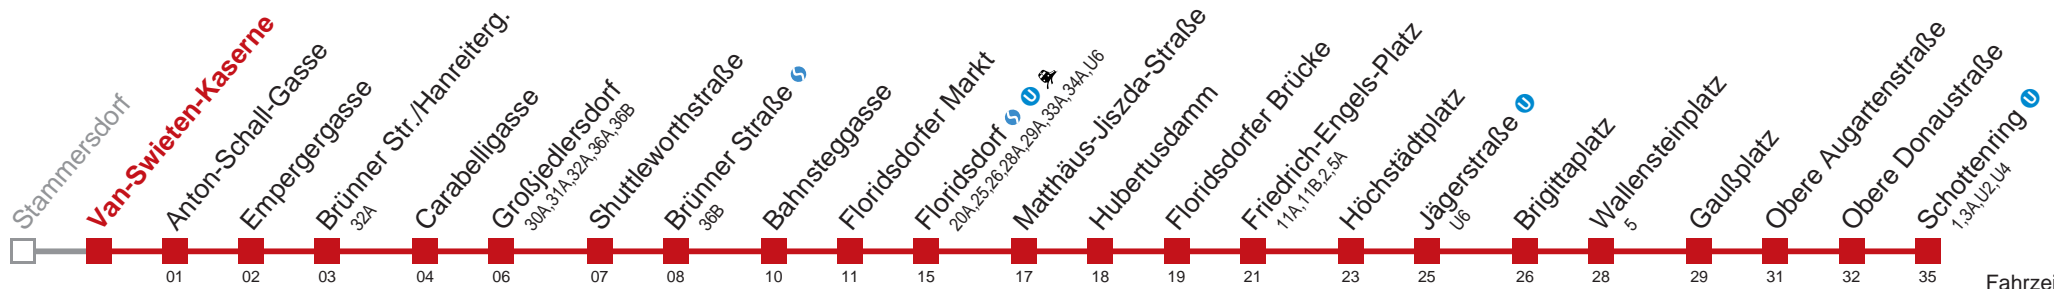 Stammersdorf
Van-Swieten-Kaserne
Anton-Schall-Gasse
Empergergasse
Brünner Str./Hanreiterg.
32A
Carabelligasse
Großjedlersdorf
30A,31A,32A,36A,36B
Shuttleworthstraße
Brünner Straße
36B
Bahnsteggasse
Floridsdorfer Markt
Floridsdorf U
20A,25,26,28A,29A,33A,34A,U6
Matthäus-Jiszda-Straße
Hubertusdamm
Floridsdorfer Brücke
Friedrich-Engels-Platz
11A,11B,2,5A
Höchstädtplatz
Jägerstraße U
U6
Brigittaplatz
Wallensteinplatz
5
Gaußplatz
Obere Augartenstraße
Obere Donaustraße
Schottenring U
1,3A,U2,U4
01 02 03 04 06 07 08 10 11 15 17 18 19 21 23 25 26 28 29 31 32 35 Fahrzei